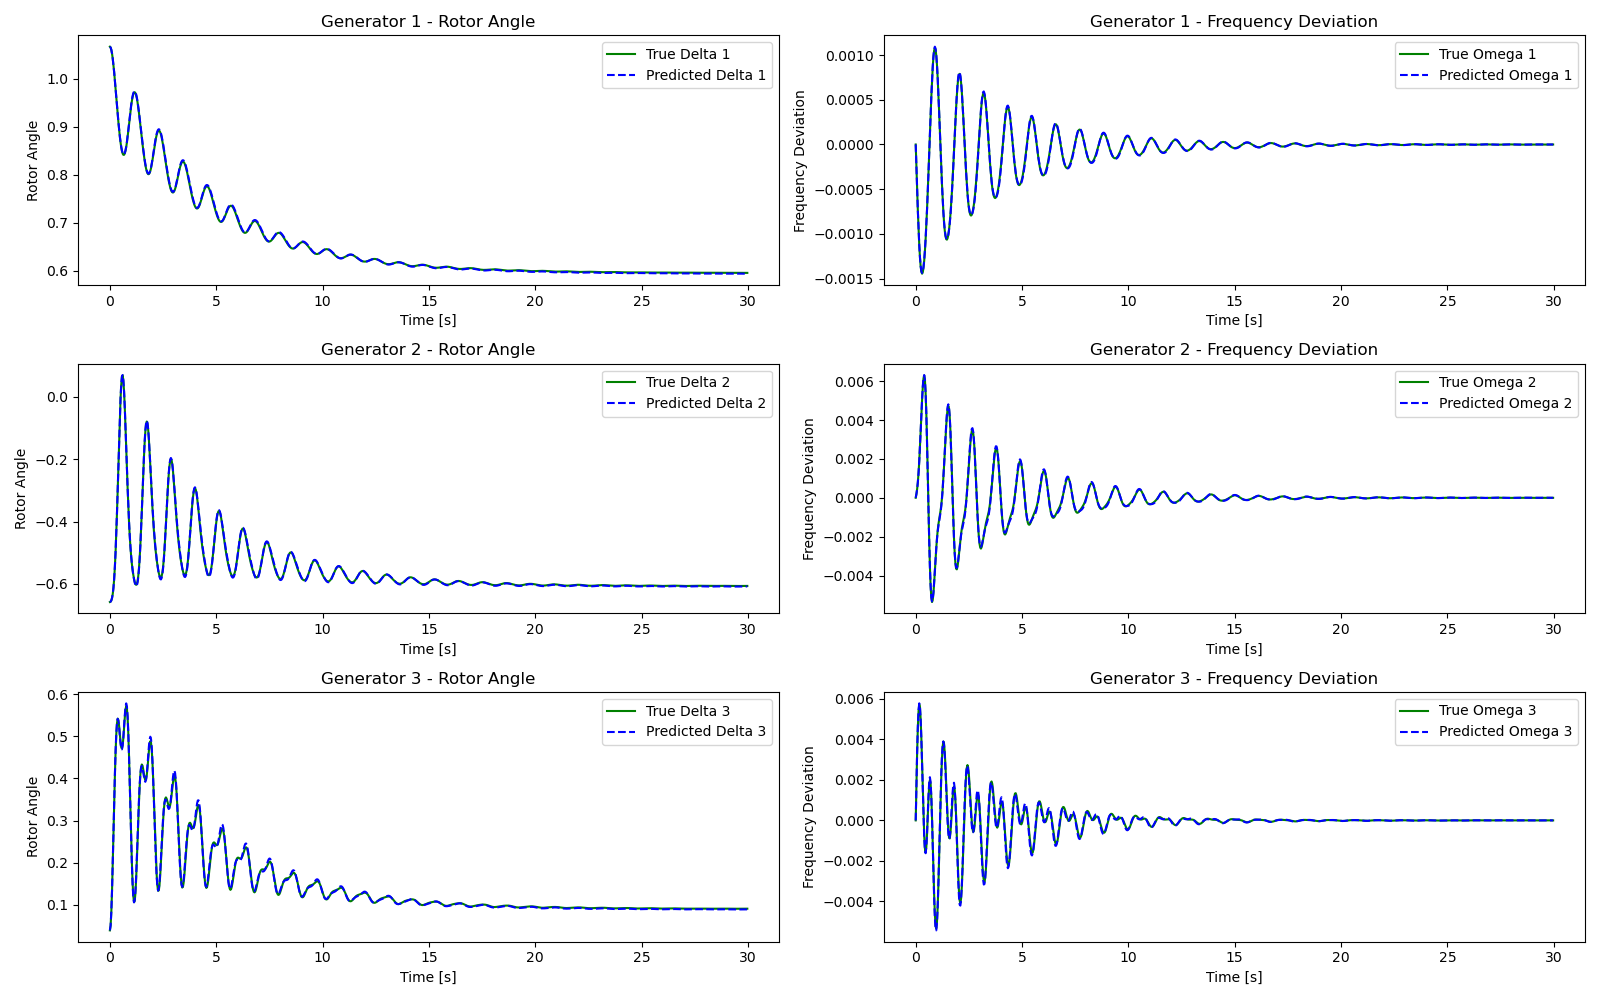 Generator 1 - Rotor Angle
Rotor Angle
1.0
0.9
0.8
0.7
0.6
True Delta 1
Predicted Delta 1
0 5 10 15 20 25 30
Time [s]
Generator 1 - Frequency Deviation
Frequency Deviation
0.0010
0.0005
0.0000
−0.0005
−0.0010
−0.0015
True Omega 1
Predicted Omega 1
0 5 10 15 20 25 30
Time [s]
Generator 2 - Rotor Angle
Rotor Angle
0.0
−0.2
−0.4
−0.6
True Delta 2
Predicted Delta 2
0 5 10 15 20 25 30
Time [s]
Generator 2 - Frequency Deviation
Frequency Deviation
0.006
0.004
0.002
0.000
−0.002
−0.004
True Omega 2
Predicted Omega 2
0 5 10 15 20 25 30
Time [s]
Generator 3 - Rotor Angle
Rotor Angle
0.6
0.5
0.4
0.3
0.2
0.1
True Delta 3
Predicted Delta 3
0 5 10 15 20 25 30
Time [s]
Generator 3 - Frequency Deviation
Frequency Deviation
0.006
0.004
0.002
0.000
−0.002
−0.004
True Omega 3
Predicted Omega 3
0 5 10 15 20 25 30
Time [s]